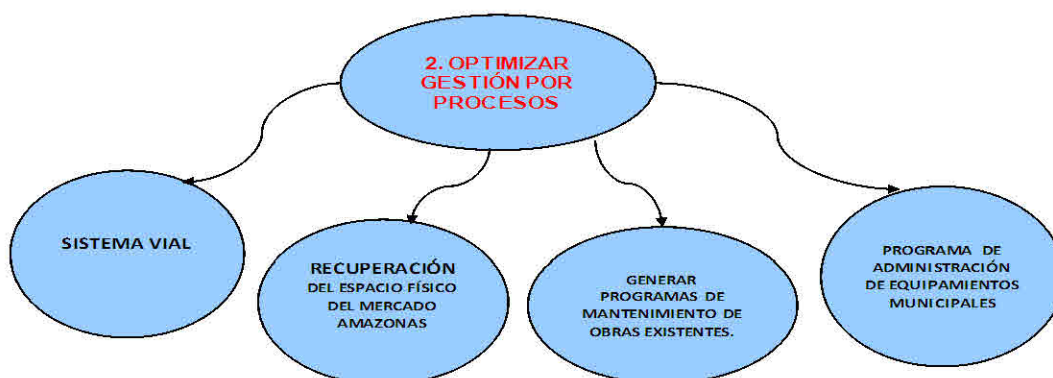 2. OPTIMIZAR
GESTIÓN POR
PROCESOS
SISTEMA VIAL
RECUPERACIÓN
DEL ESPACIO FÍSICO
DEL MERCADO
AMAZONAS
GENERAR
PROGRAMAS DE
MANTENIMIENTO DE
OBRAS EXISTENTES.
PROGRAMA DE
ADMINISTRACIÓN
DE EQUIPAMIENTOS
MUNICIPALES